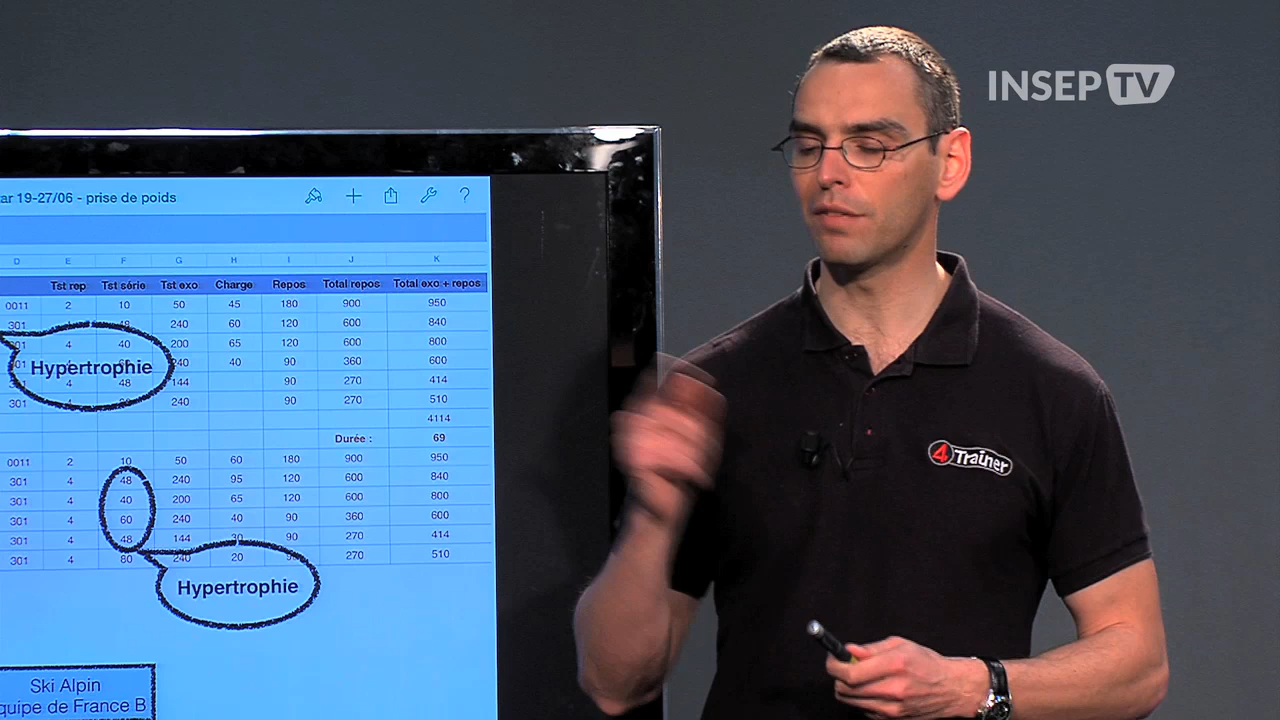 INSEP TV
ar 19-27/06 - prise de poids
D E F G H I J K
Tst rep Tst série Tst exo Charge Repos Total repos Total exo + repos
0011 2 10 50 45 180 900 950
301 240 60 120 600 840
4 40 200 65 120 600 800
240 40 90 360 600
4 48 144 90 270 414
301 240 90 270 510
4114
Durée : 69
0011 2 10 50 60 180 900 950
301 4 48 240 95 120 600 840
301 4 40 200 65 120 600 800
301 4 60 240 40 90 360 600
301 4 48 144 30 90 270 414
301 4 80 240 20 270 510
Hypertrophie
Hypertrophie
Ski Alpin
quipe de France B
4Trainer